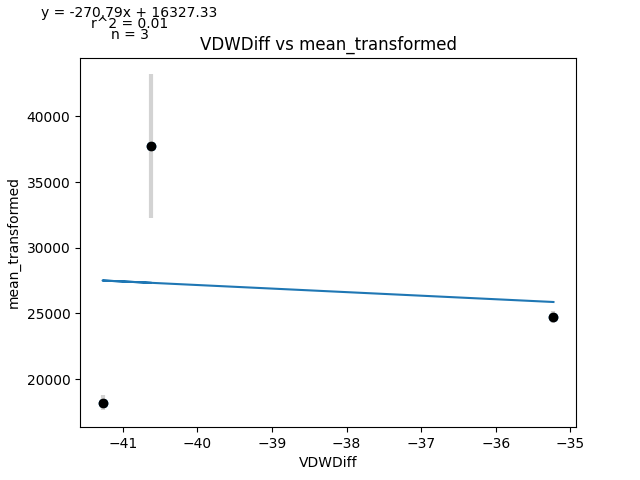 y = -270.79x + 16327.33
r^2 = 0.01
n = 3
VDWDiff vs mean_transformed
mean_transformed
40000
35000
30000
25000
20000
−41
−40
−39
−38
−37
−36
−35
VDWDiff